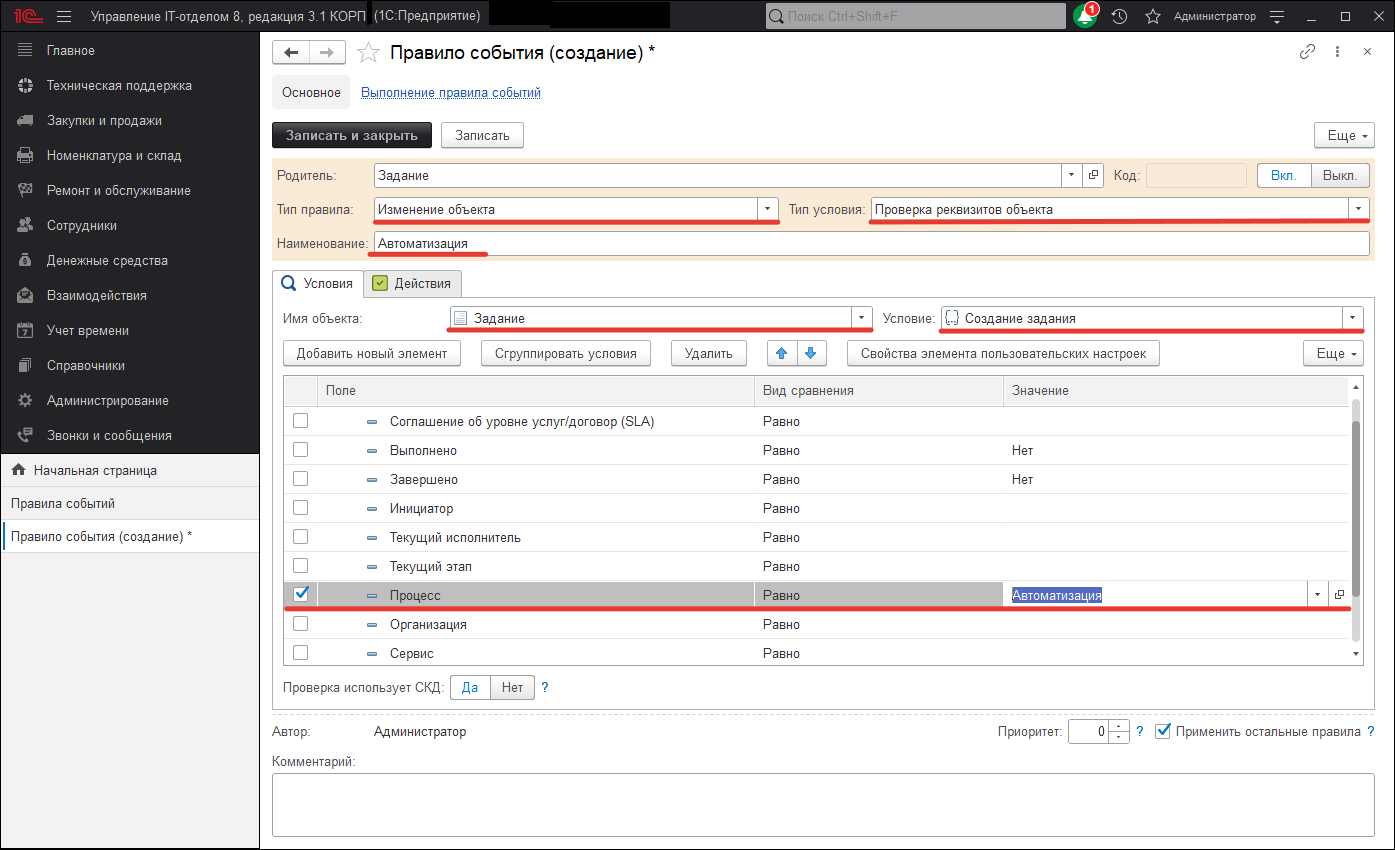 1С Управление IT-отделом 8, редакция 3.1 КОРП (1С:Предприятие) Поиск Ctrl+Shift+F 1 Администратор
Главное
Техническая поддержка
Закупки и продажи
Номенклатура и склад
Ремонт и обслуживание
Сотрудники
Денежные средства
Взаимодействия
Учет времени
Справочники
Администрирование
Звонки и сообщения
Начальная страница
Правила событий
Правило события (создание) *
Правило события (создание) *
Основное Выполнение правила событий
Записать и закрыть Записать Еще
Родитель: Задание Код: Вкл. Выкл.
Тип правила: Изменение объекта Тип условия: Проверка реквизитов объекта
Наименование: Автоматизация
Условия Действия
Имя объекта: Задание Условие: {..} Создание задания
Добавить новый элемент Сгруппировать условия Удалить Свойства элемента пользовательских настроек Еще
Поле Вид сравнения Значение
Соглашение об уровне услуг/договор (SLA) Равно
Выполнено Равно Нет
Завершено Равно Нет
Инициатор Равно
Текущий исполнитель Равно
Текущий этап Равно
Процесс Равно Автоматизация
Организация Равно
Сервис Равно
Проверка использует СКД: Да Нет ?
Автор: Администратор Приоритет: 0 ? Применить остальные правила ?
Комментарий: